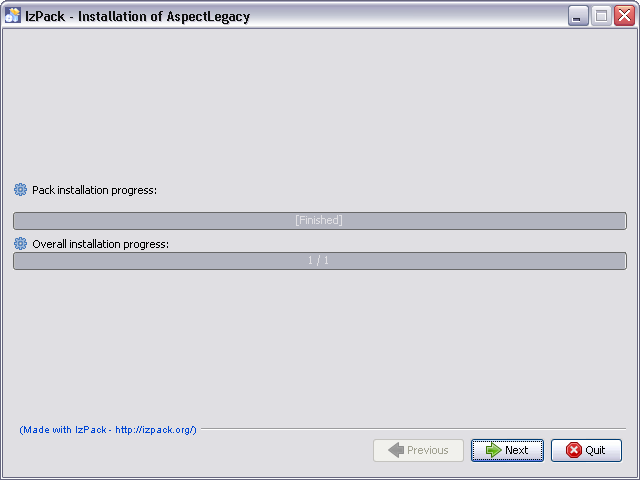 IzPack - Installation of AspectLegacy
Pack installation progress:
[Finished]
Overall installation progress:
1 / 1
(Made with IzPack - http://izpack.org/)
Previous
Next
Quit